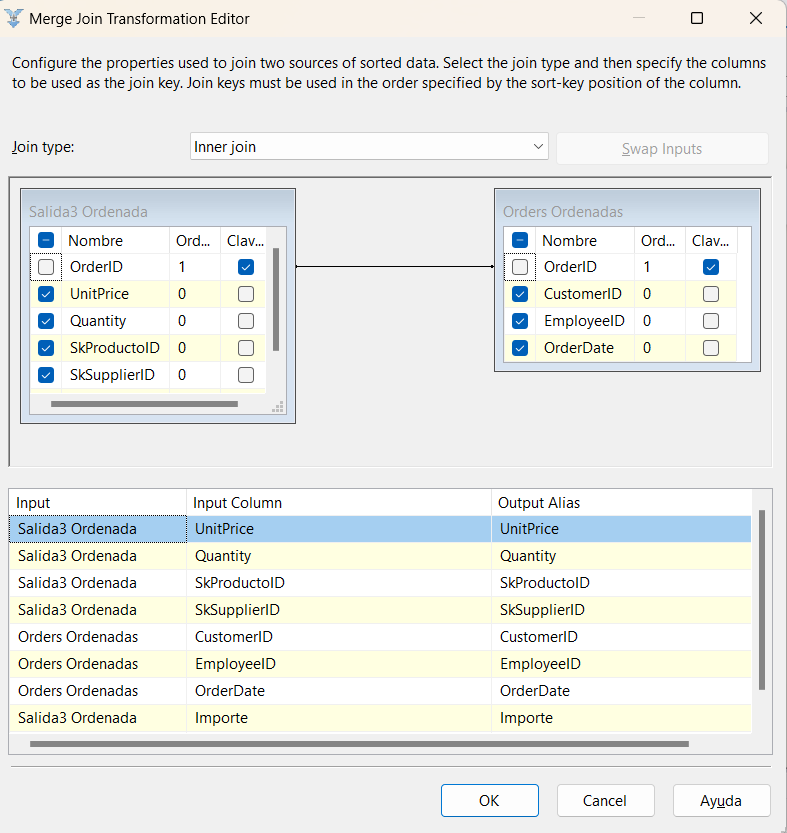 Merge Join Transformation Editor
Configure the properties used to join two sources of sorted data. Select the join type and then specify the columns
to be used as the join key. Join keys must be used in the order specified by the sort-key position of the column.
Join type: Inner join Swap Inputs
Salida3 Ordenada
Nombre Ord... Clav...
OrderID 1
UnitPrice 0
Quantity 0
SkProductoID 0
SkSupplierID 0
Orders Ordenadas
Nombre Ord... Clav...
OrderID 1
CustomerID 0
EmployeeID 0
OrderDate 0
Input Input Column Output Alias
Salida3 Ordenada UnitPrice UnitPrice
Salida3 Ordenada Quantity Quantity
Salida3 Ordenada SkProductoID SkProductoID
Salida3 Ordenada SkSupplierID SkSupplierID
Orders Ordenadas CustomerID CustomerID
Orders Ordenadas EmployeeID EmployeeID
Orders Ordenadas OrderDate OrderDate
Salida3 Ordenada Importe Importe
OK Cancel Ayuda